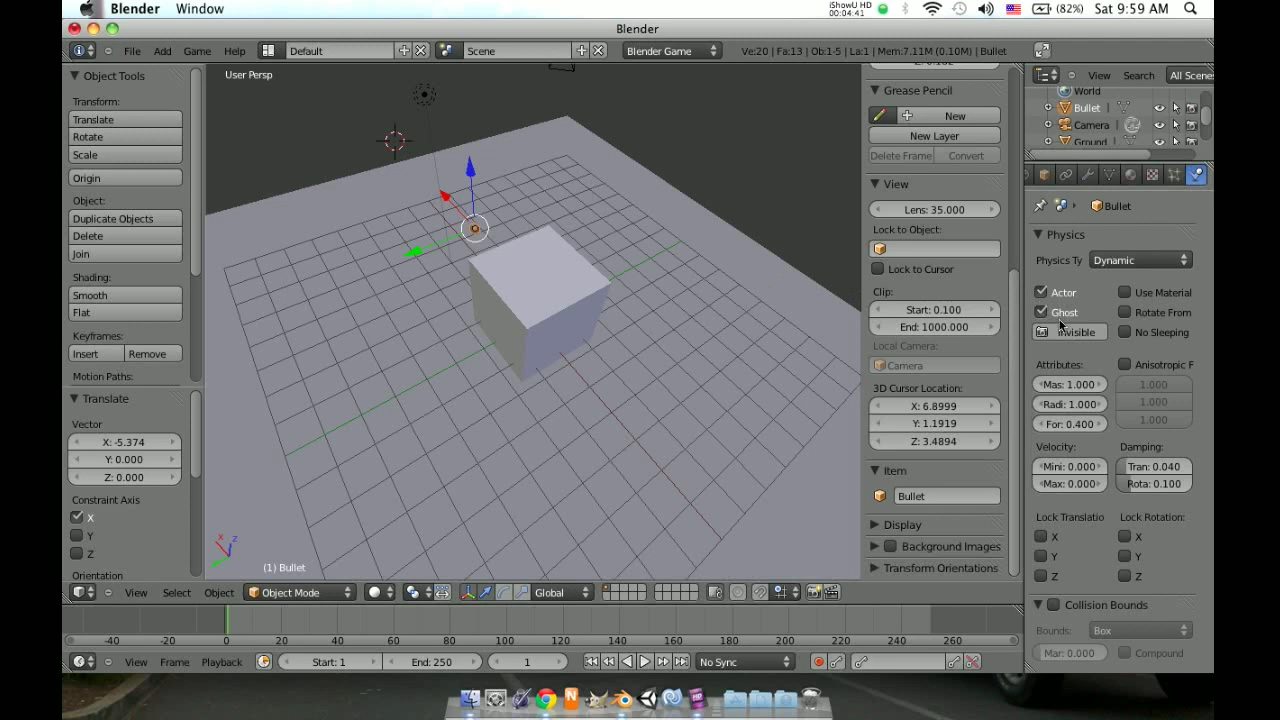 Blender Window
iShowU HD
00:04:41
(82%) Sat 9:59 AM
Blender
File Add Game Help Default Scene Blender Game Ve:20 | Fa:13 | Ob:1-5 | La:1 | Mem:7.11M (0.10M) | Bullet
Object Tools
Transform:
Translate
Rotate
Scale
Origin
Object:
Duplicate Objects
Delete
Join
Shading:
Smooth
Flat
Keyframes:
Insert Remove
Motion Paths:
Translate
Vector
X: -5.374
Y: 0.000
Z: 0.000
Constraint Axis
X
Y
Z
Orientation
User Persp
x z
(1) Bullet
View Select Object Object Mode Global
Grease Pencil
New
New Layer
Delete Frame Convert
View
Lens: 35.000
Lock to Object:
Lock to Cursor
Clip:
Start: 0.100
End: 1000.000
Local Camera:
Camera
3D Cursor Location:
X: 6.8999
Y: 1.1919
Z: 3.4894
Item
Bullet
Display
Background Images
Transform Orientations
View Search All Scenes
World
Bullet
Camera
Ground
Bullet
Physics
Physics Ty Dynamic
Actor Use Material
Ghost Rotate From
Invisible No Sleeping
Attributes: Anisotropic F
Mas: 1.000 1.000
Radi: 1.000 1.000
For: 0.400 1.000
Velocity: Damping:
Mini: 0.000 Tran: 0.040
Max: 0.000 Rota: 0.100
Lock Translatio Lock Rotation:
X X
Y Y
Z Z
Collision Bounds
Bounds: Box
Mar: 0.000 Compound
-40 -20 0 20 40 60 80 100 120 140 160 180 200 220 240 260
View Frame Playback Start: 1 End: 250 1 No Sync